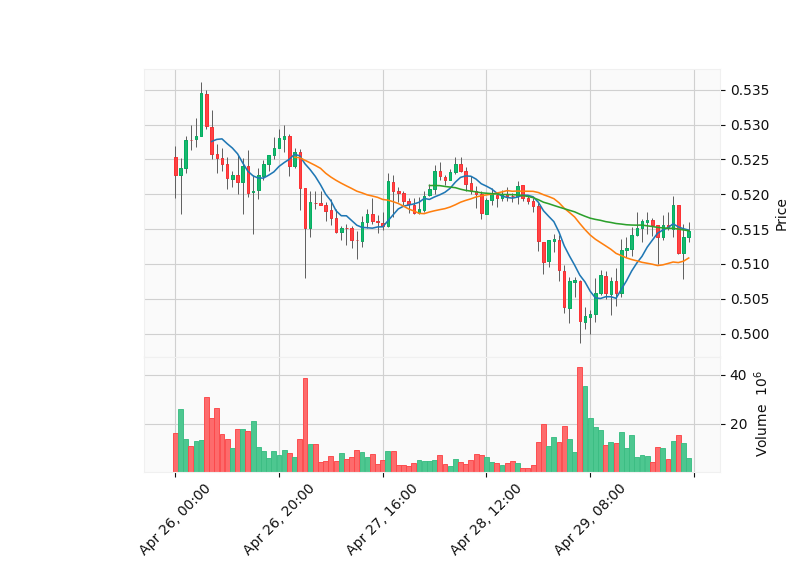 0.535
0.530
0.525
0.520
0.515
0.510
0.505
0.500
Price
40
20
Volume 10⁶
Apr 26, 00:00
Apr 26, 20:00
Apr 27, 16:00
Apr 28, 12:00
Apr 29, 08:00